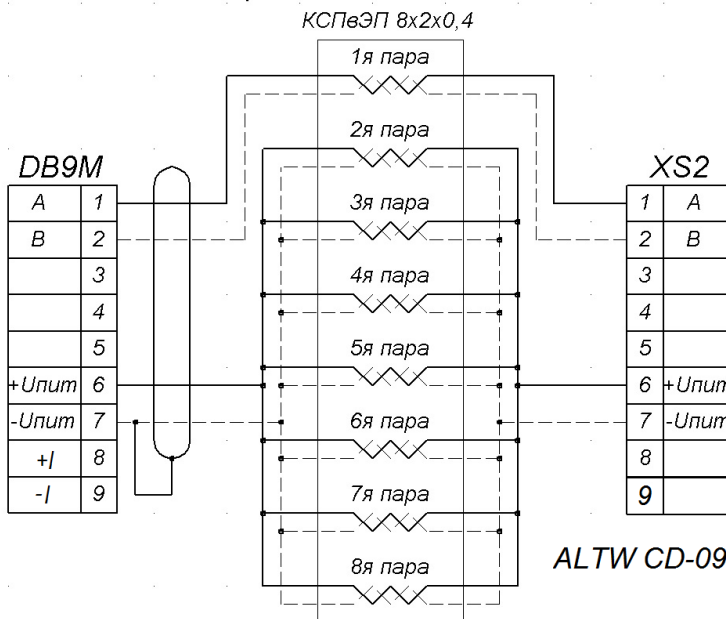 КСПвЭП 8х2х0,4
1я пара
2я пара
DB9M
XS2
A 1
1 A
3я пара
B 2
2 B
3
3
4я пара
4
4
5
5я пара
5
+Uпит 6
6 +Uпит
-Uпит 7
7 -Uпит
6я пара
+I 8
8
-I 9
9
7я пара
8я пара
ALTW CD-09